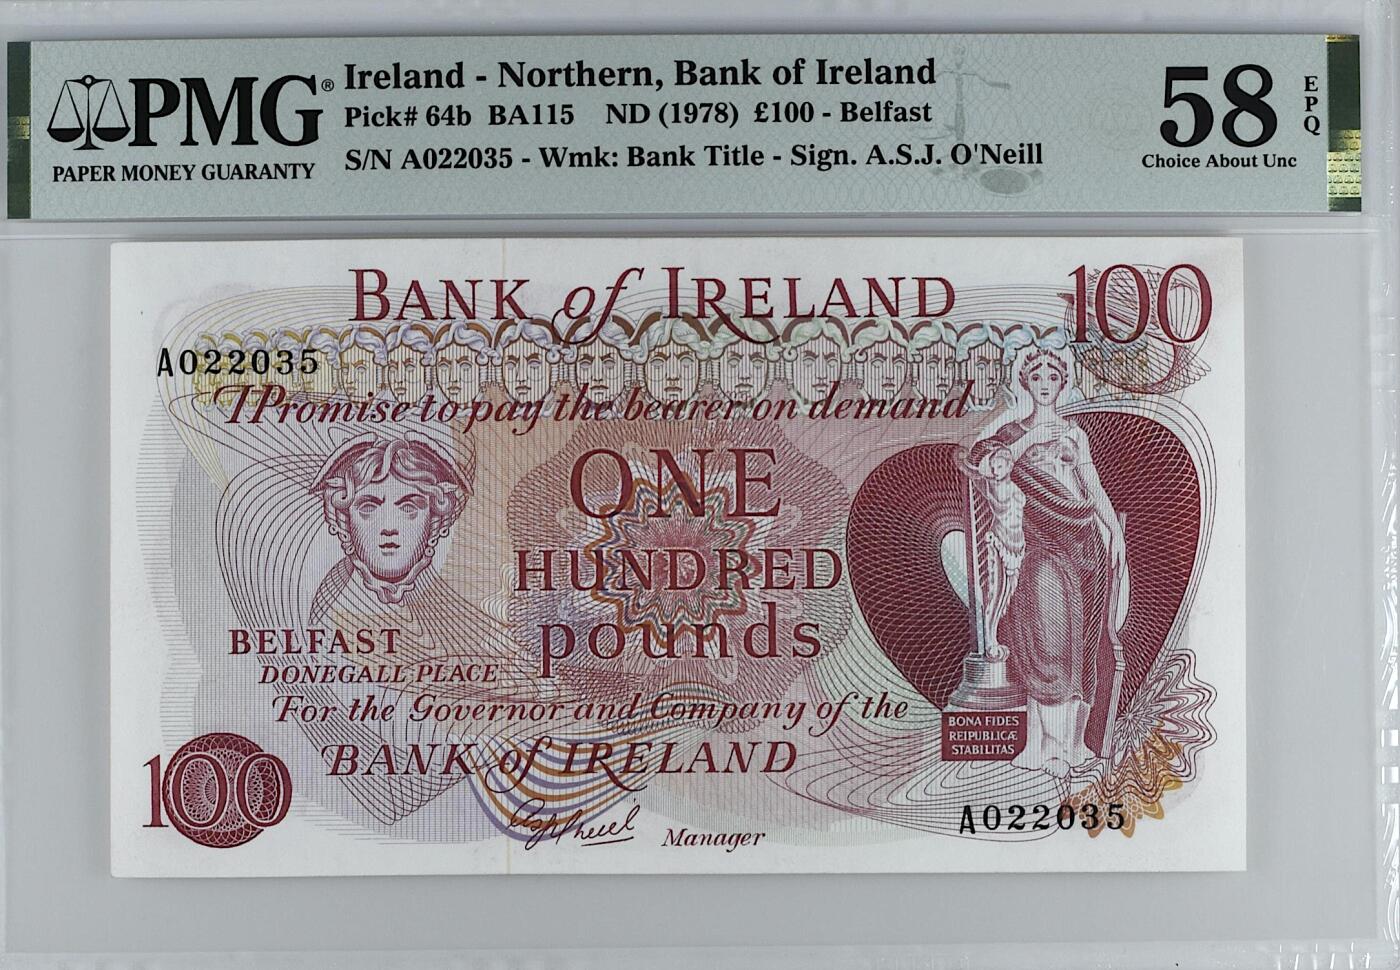 PMG®
PAPER MONEY GUARANTY
Ireland - Northern, Bank of Ireland
Pick# 64b BA115 ND (1978) £100 - Belfast
S/N A022035 - Wmk: Bank Title - Sign. A.S.J. O'Neill
58
EPQ
Choice About Unc
BANK of IRELAND
100
A022035
I Promise to pay the bearer on demand
ONE
HUNDRED
pounds
BELFAST
DONEGALL PLACE
For the Governor and Company of the
BANK of IRELAND
BONA FIDES
REIPUBLICÆ
STABILITAS
100
Manager
A022035